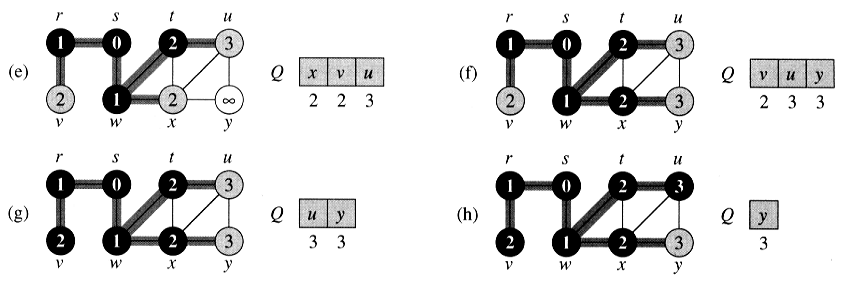 r s t u r s t u
(e) 1 0 2 3 Q x v u (f) 1 0 2 3 Q v u y
2 1 2 ∞ 2 2 3 2 1 2 3 2 3 3
v w x y v w x y
r s t u r s t u
(g) 1 0 2 3 Q u y (h) 1 0 2 3 Q y
2 1 2 3 3 3 2 1 2 3 3
v w x y v w x y